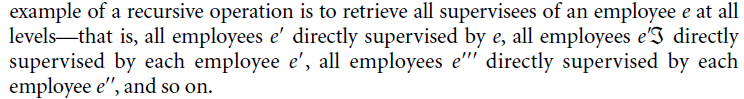 example of a recursive operation is to retrieve all supervisees of an employee e at all
levels—that is, all employees e′ directly supervised by e, all employees e′ℑ directly
supervised by each employee e′, all employees e‴ directly supervised by each
employee e″, and so on.